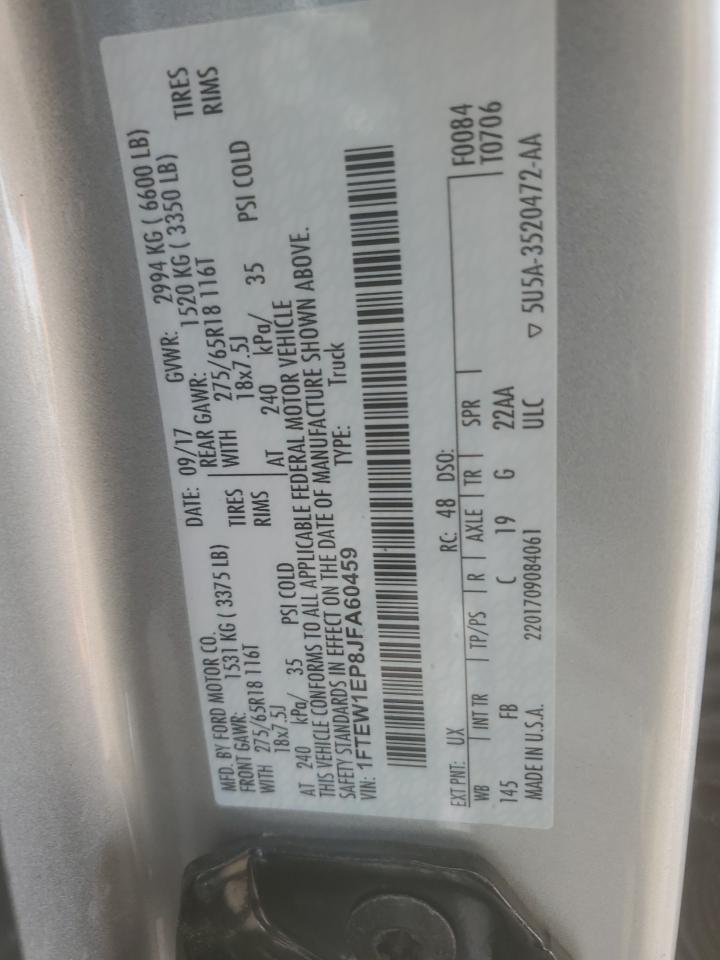 MFD. BY FORD MOTOR CO.
DATE: 09/17 GVWR: 2994 KG ( 6600 LB)
FRONT GAWR: 1531 KG ( 3375 LB)
REAR GAWR: 1520 KG ( 3350 LB)
WITH 275/65R18 116T TIRES
WITH 275/65R18 116T TIRES
18x7.5J RIMS
18x7.5J RIMS
AT 240 kPa/ 35 PSI COLD
AT 240 kPa/ 35 PSI COLD
THIS VEHICLE CONFORMS TO ALL APPLICABLE FEDERAL MOTOR VEHICLE
SAFETY STANDARDS IN EFFECT ON THE DATE OF MANUFACTURE SHOWN ABOVE.
VIN: 1FTEW1EP8JFA60459 TYPE: Truck
EXT PNT: UX RC: 48 DSO: F0084
WB INT TR TP/PS R AXLE TR SPR T0706
145 FB C 19 G 22AA
MADE IN U.S.A. 2201709084061 ULC ▽ 5U5A-3520472-AA